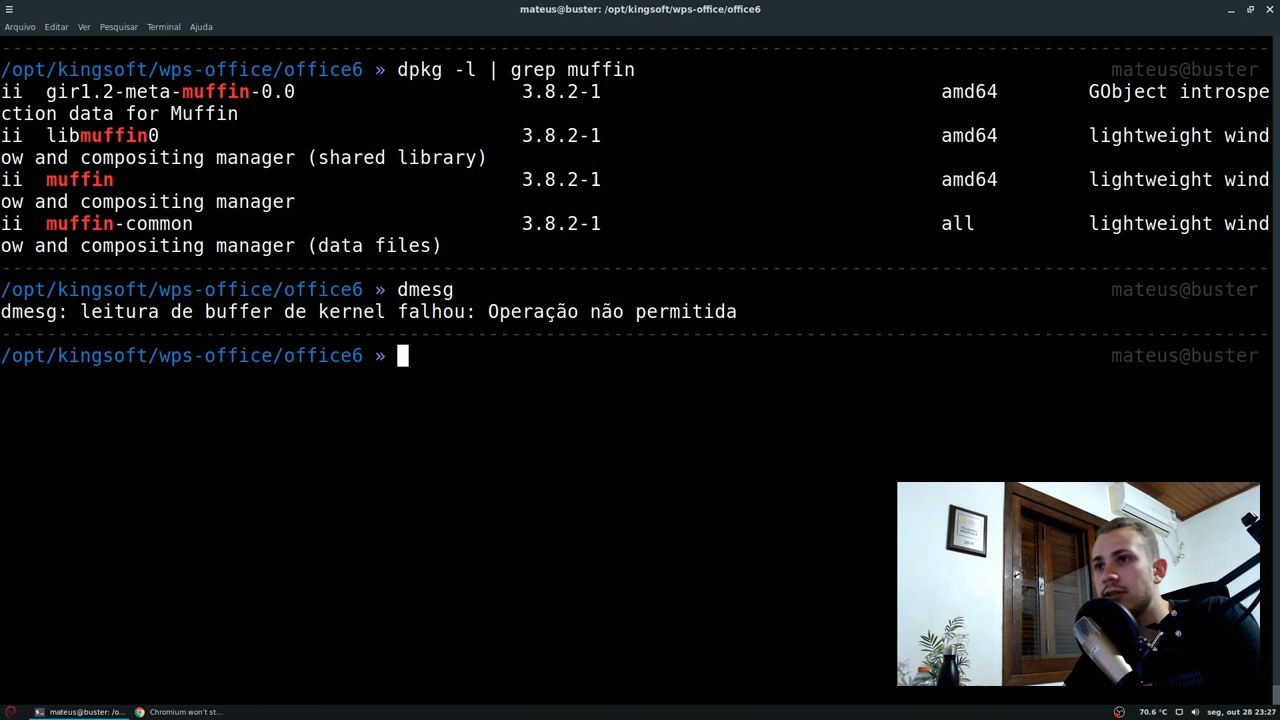 mateus@buster: /opt/kingsoft/wps-office/office6
Arquivo Editar Ver Pesquisar Terminal Ajuda
/opt/kingsoft/wps-office/office6 » dpkg -l | grep muffin mateus@buster
ii gir1.2-meta-muffin-0.0 3.8.2-1 amd64 GObject introspe
ction data for Muffin
ii libmuffin0 3.8.2-1 amd64 lightweight wind
ow and compositing manager (shared library)
ii muffin 3.8.2-1 amd64 lightweight wind
ow and compositing manager
ii muffin-common 3.8.2-1 all lightweight wind
ow and compositing manager (data files)
/opt/kingsoft/wps-office/office6 » dmesg mateus@buster
dmesg: leitura de buffer de kernel falhou: Operação não permitida
/opt/kingsoft/wps-office/office6 » mateus@buster
mateus@buster: /o... Chromium won't st... 70.6 °C seg, out 28 23:27